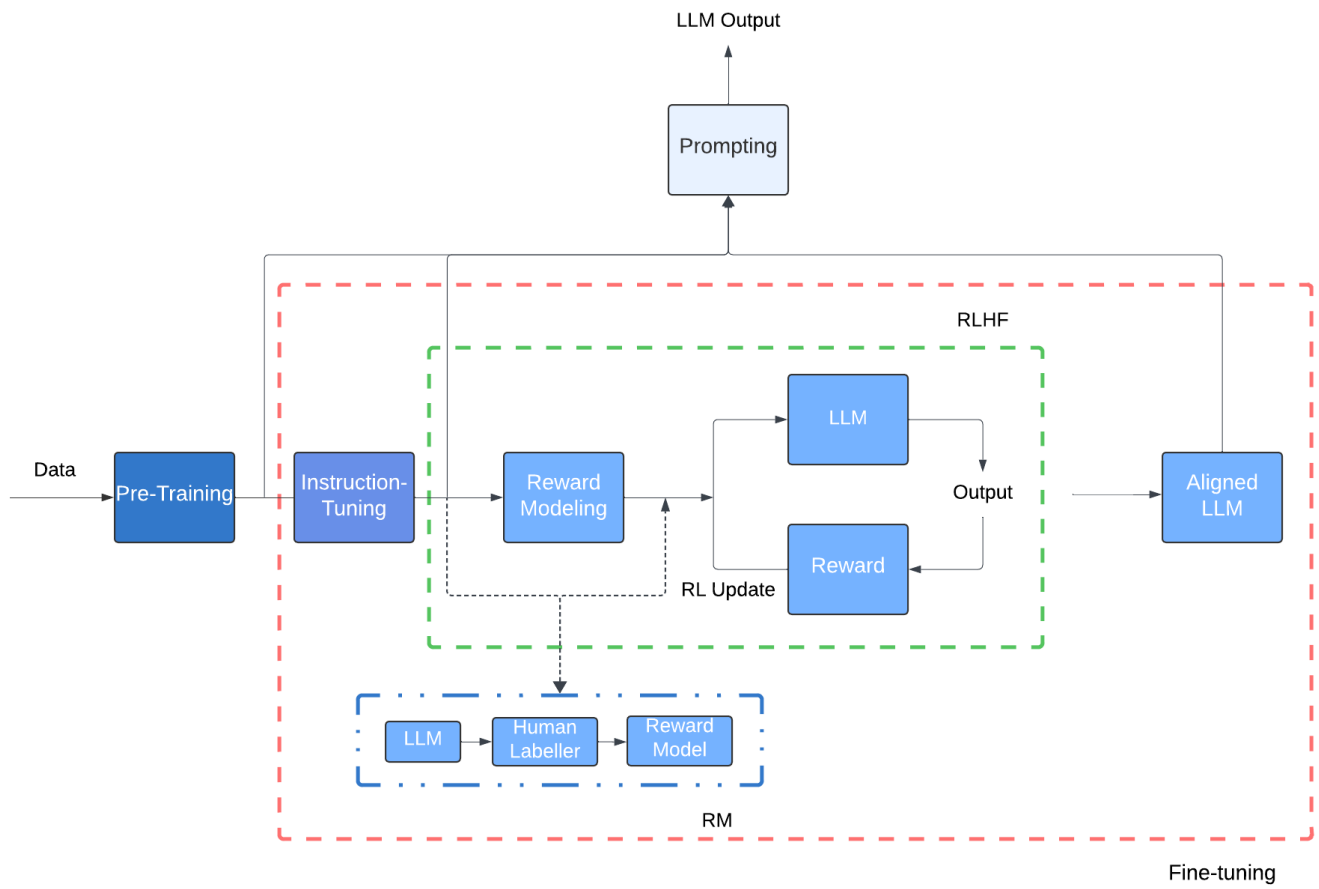 LLM Output
Prompting
RLHF
LLM
Data
Pre-Training
Instruction-
Tuning
Reward
Modeling
Output
Aligned
LLM
Reward
RL Update
LLM
Human
Labeller
Reward
Model
RM
Fine-tuning